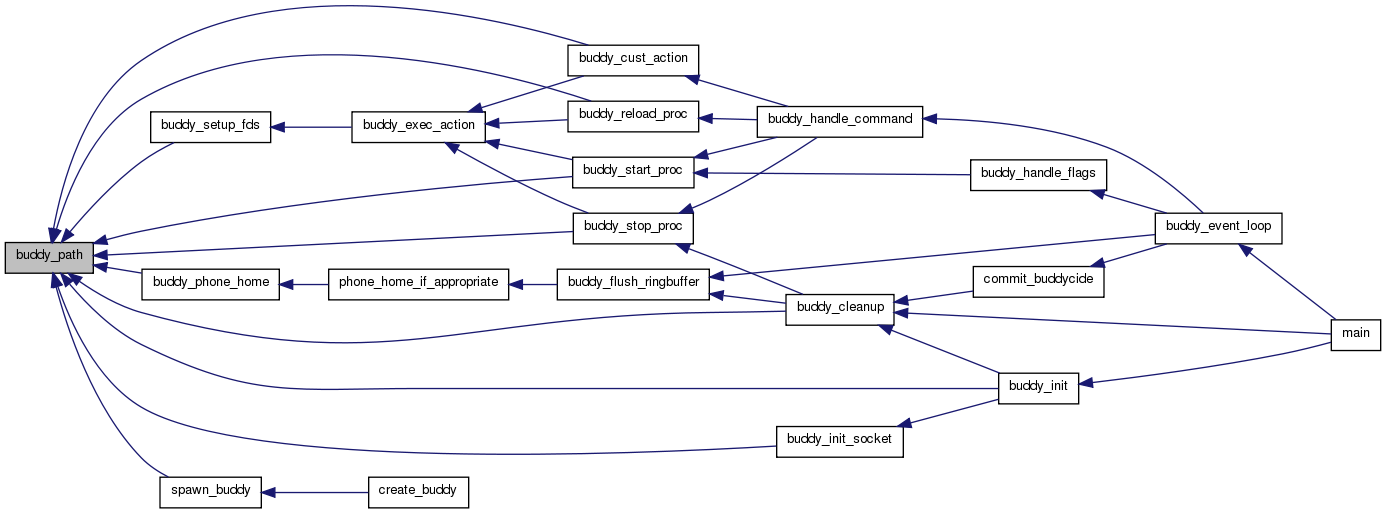 buddy_cust_action
buddy_reload_proc
buddy_handle_command
buddy_setup_fds
buddy_exec_action
buddy_start_proc
buddy_handle_flags
buddy_stop_proc
buddy_event_loop
buddy_path
buddy_phone_home
phone_home_if_appropriate
buddy_flush_ringbuffer
commit_buddycide
buddy_cleanup
main
buddy_init
buddy_init_socket
spawn_buddy
create_buddy